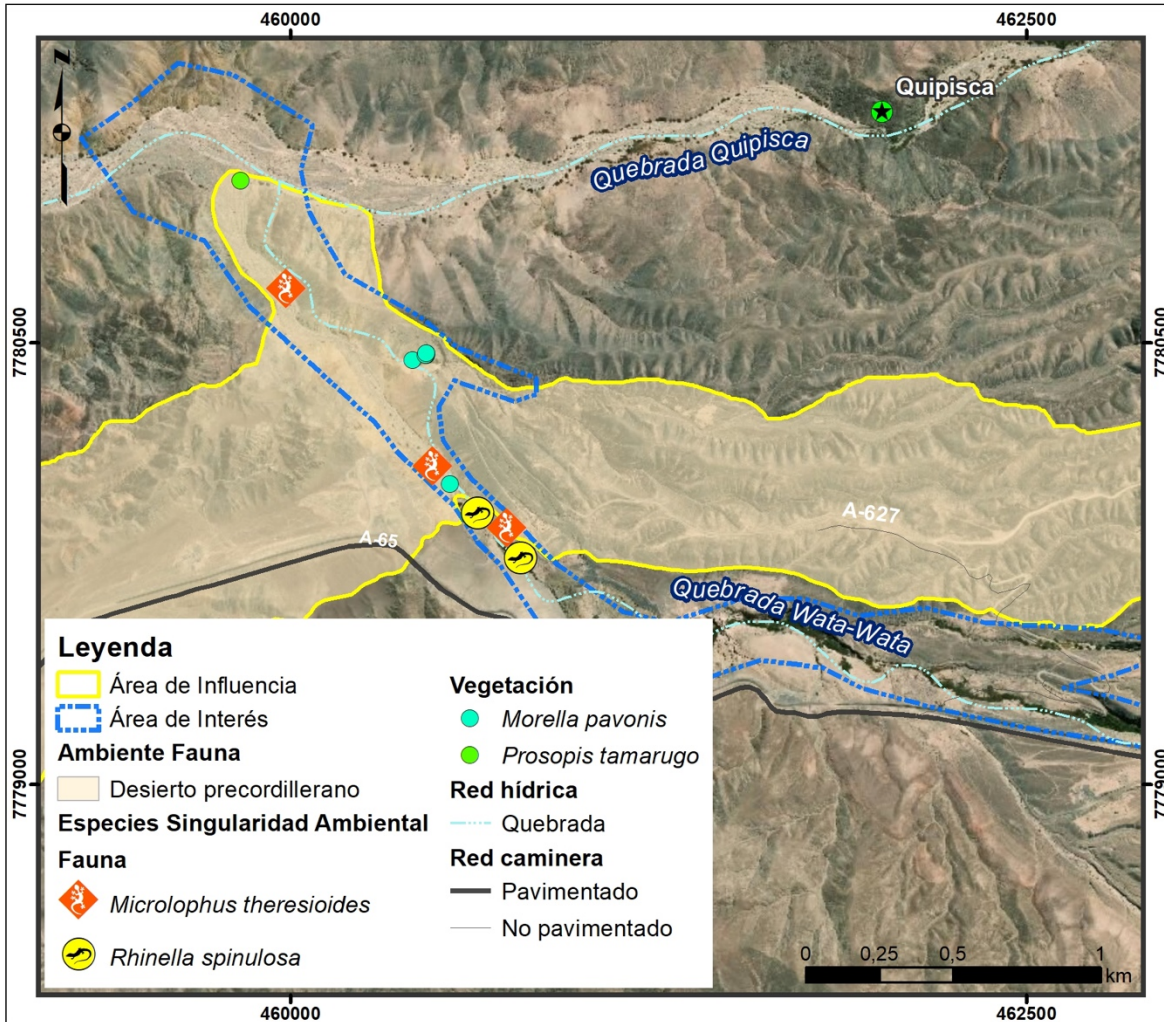 460000
462500
N
Quipisca
Quebrada Quipisca
7780500
7780500
A-627
A-65
Quebrada Wata-Wata
7779000
7779000
Leyenda
Área de Influencia
Área de Interés
Ambiente Fauna
Desierto precordillerano
Especies Singularidad Ambiental
Fauna
Microlophus theresioides
Rhinella spinulosa
Vegetación
Morella pavonis
Prosopis tamarugo
Red hídrica
Quebrada
Red caminera
Pavimentado
No pavimentado
0 0,25 0,5 1
km
460000
462500